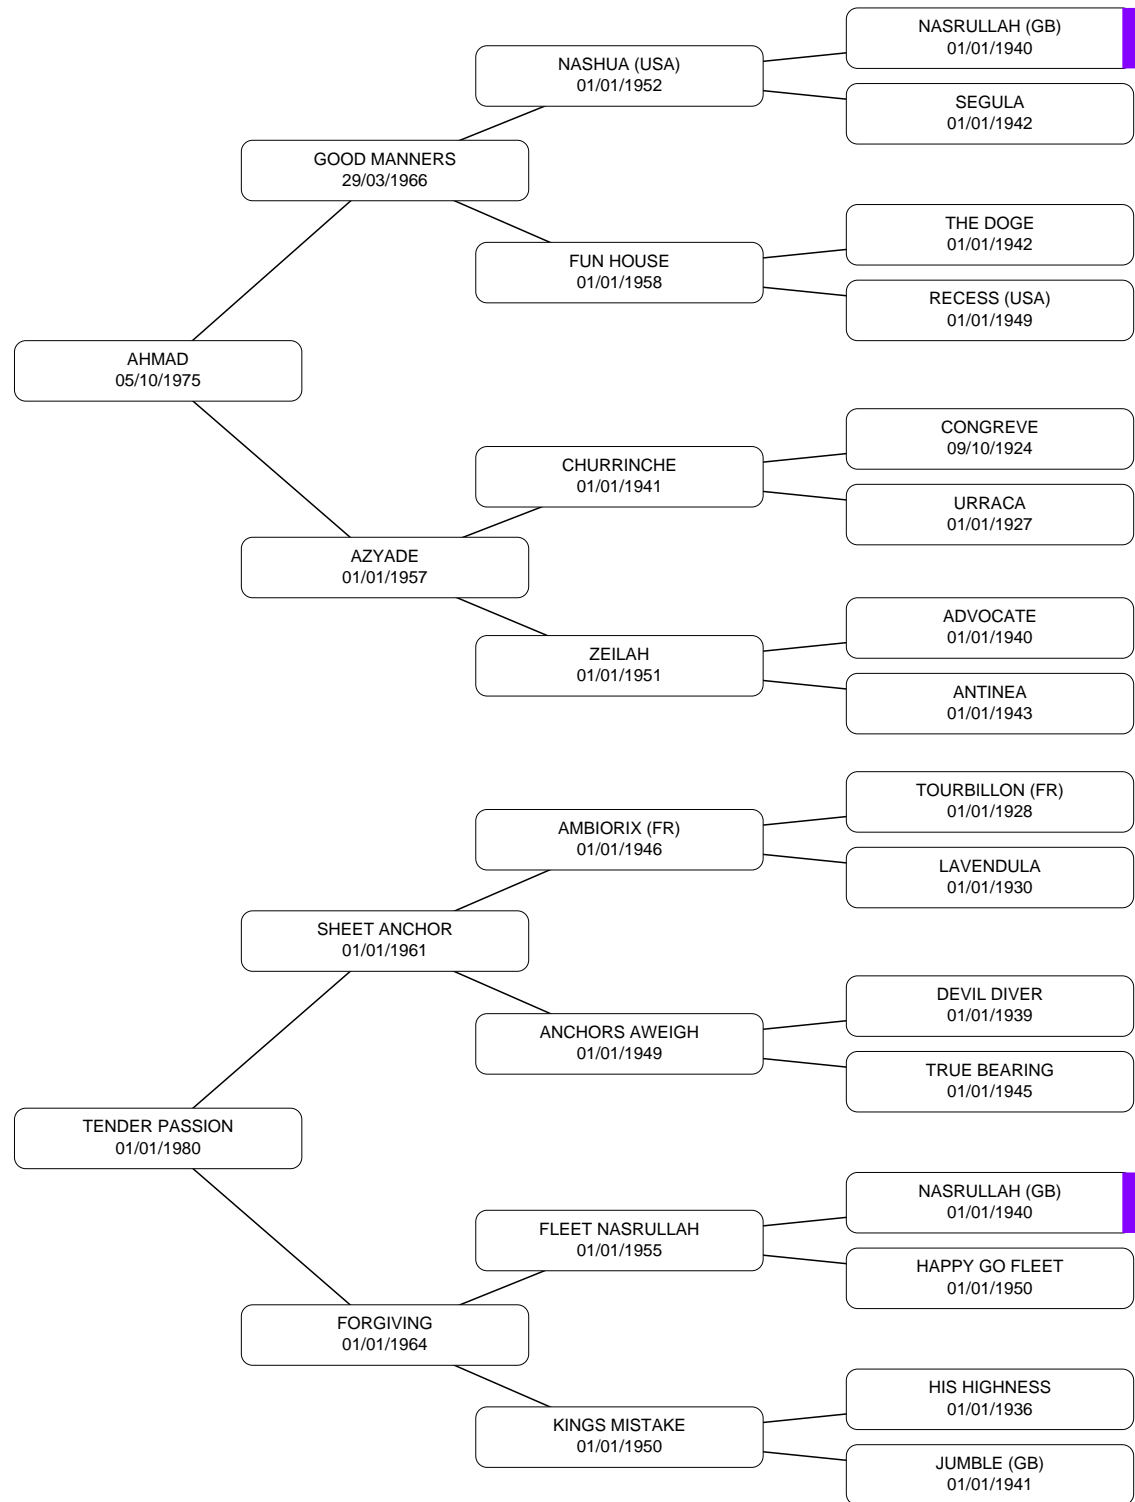 NASRULLAH (GB)
01/01/1940
NASHUA (USA)
01/01/1952
SEGULA
01/01/1942
GOOD MANNERS
29/03/1966
THE DOGE
01/01/1942
FUN HOUSE
01/01/1958
RECESS (USA)
01/01/1949
AHMAD
05/10/1975
CONGREVE
09/10/1924
CHURRINCHE
01/01/1941
URRACA
01/01/1927
AZYADE
01/01/1957
ADVOCATE
01/01/1940
ZEILAH
01/01/1951
ANTINEA
01/01/1943
TOURBILLON (FR)
01/01/1928
AMBIORIX (FR)
01/01/1946
LAVENDULA
01/01/1930
SHEET ANCHOR
01/01/1961
DEVIL DIVER
01/01/1939
ANCHORS AWEIGH
01/01/1949
TRUE BEARING
01/01/1945
TENDER PASSION
01/01/1980
NASRULLAH (GB)
01/01/1940
FLEET NASRULLAH
01/01/1955
HAPPY GO FLEET
01/01/1950
FORGIVING
01/01/1964
HIS HIGHNESS
01/01/1936
KINGS MISTAKE
01/01/1950
JUMBLE (GB)
01/01/1941